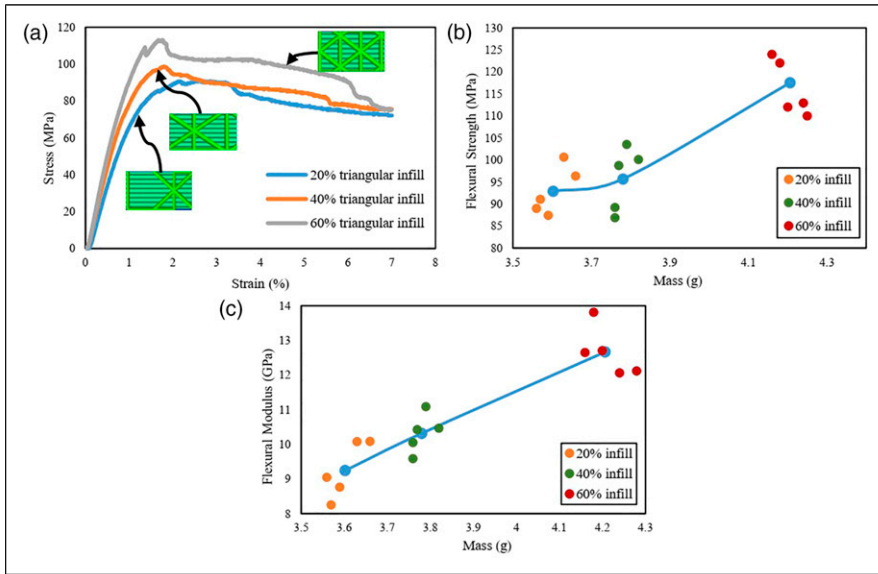 (a)
120
100
80
60
40
20
0
Stress (MPa)
20% triangular infill
40% triangular infill
60% triangular infill
0 1 2 3 4 5 6 7 8
Strain (%)
(b)
130
125
120
115
110
105
100
95
90
85
80
Flexural Strength (MPa)
20% infill
40% infill
60% infill
3.5 3.7 3.9 4.1 4.3
Mass (g)
(c)
14
13
12
11
10
9
8
Flexural Modulus (GPa)
20% infill
40% infill
60% infill
3.5 3.6 3.7 3.8 3.9 4 4.1 4.2 4.3
Mass (g)